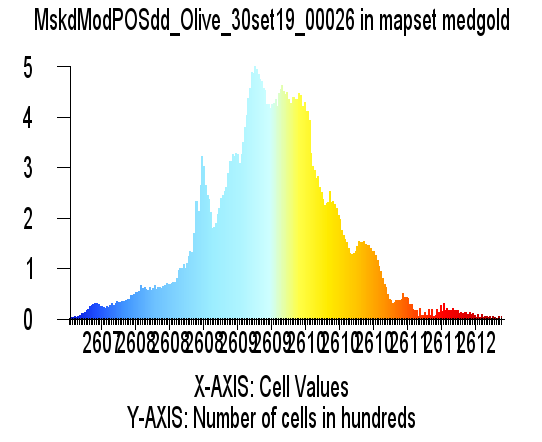 MskdModPOSdd_Olive_30set19_00026 in mapset medgold
5
4
3
2
1
0
2607 2608 2608 2608 2609 2609 2610 2610 2610 2611 2611 2612
X-AXIS: Cell Values
Y-AXIS: Number of cells in hundreds